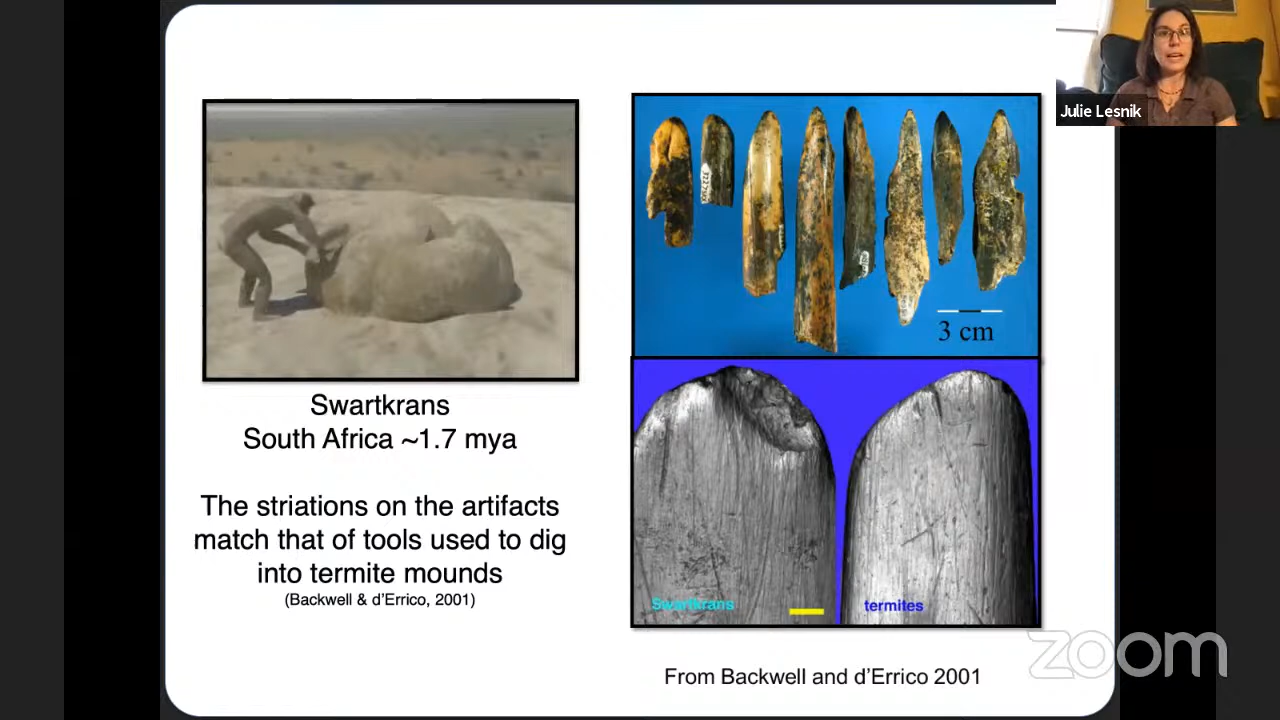 Julie Lesnik
3 cm
Swartkrans
South Africa ~1.7 mya
The striations on the artifacts
match that of tools used to dig
into termite mounds
(Backwell & d’Errico, 2001)
Swartkrans
termites
From Backwell and d’Errico 2001
zoom